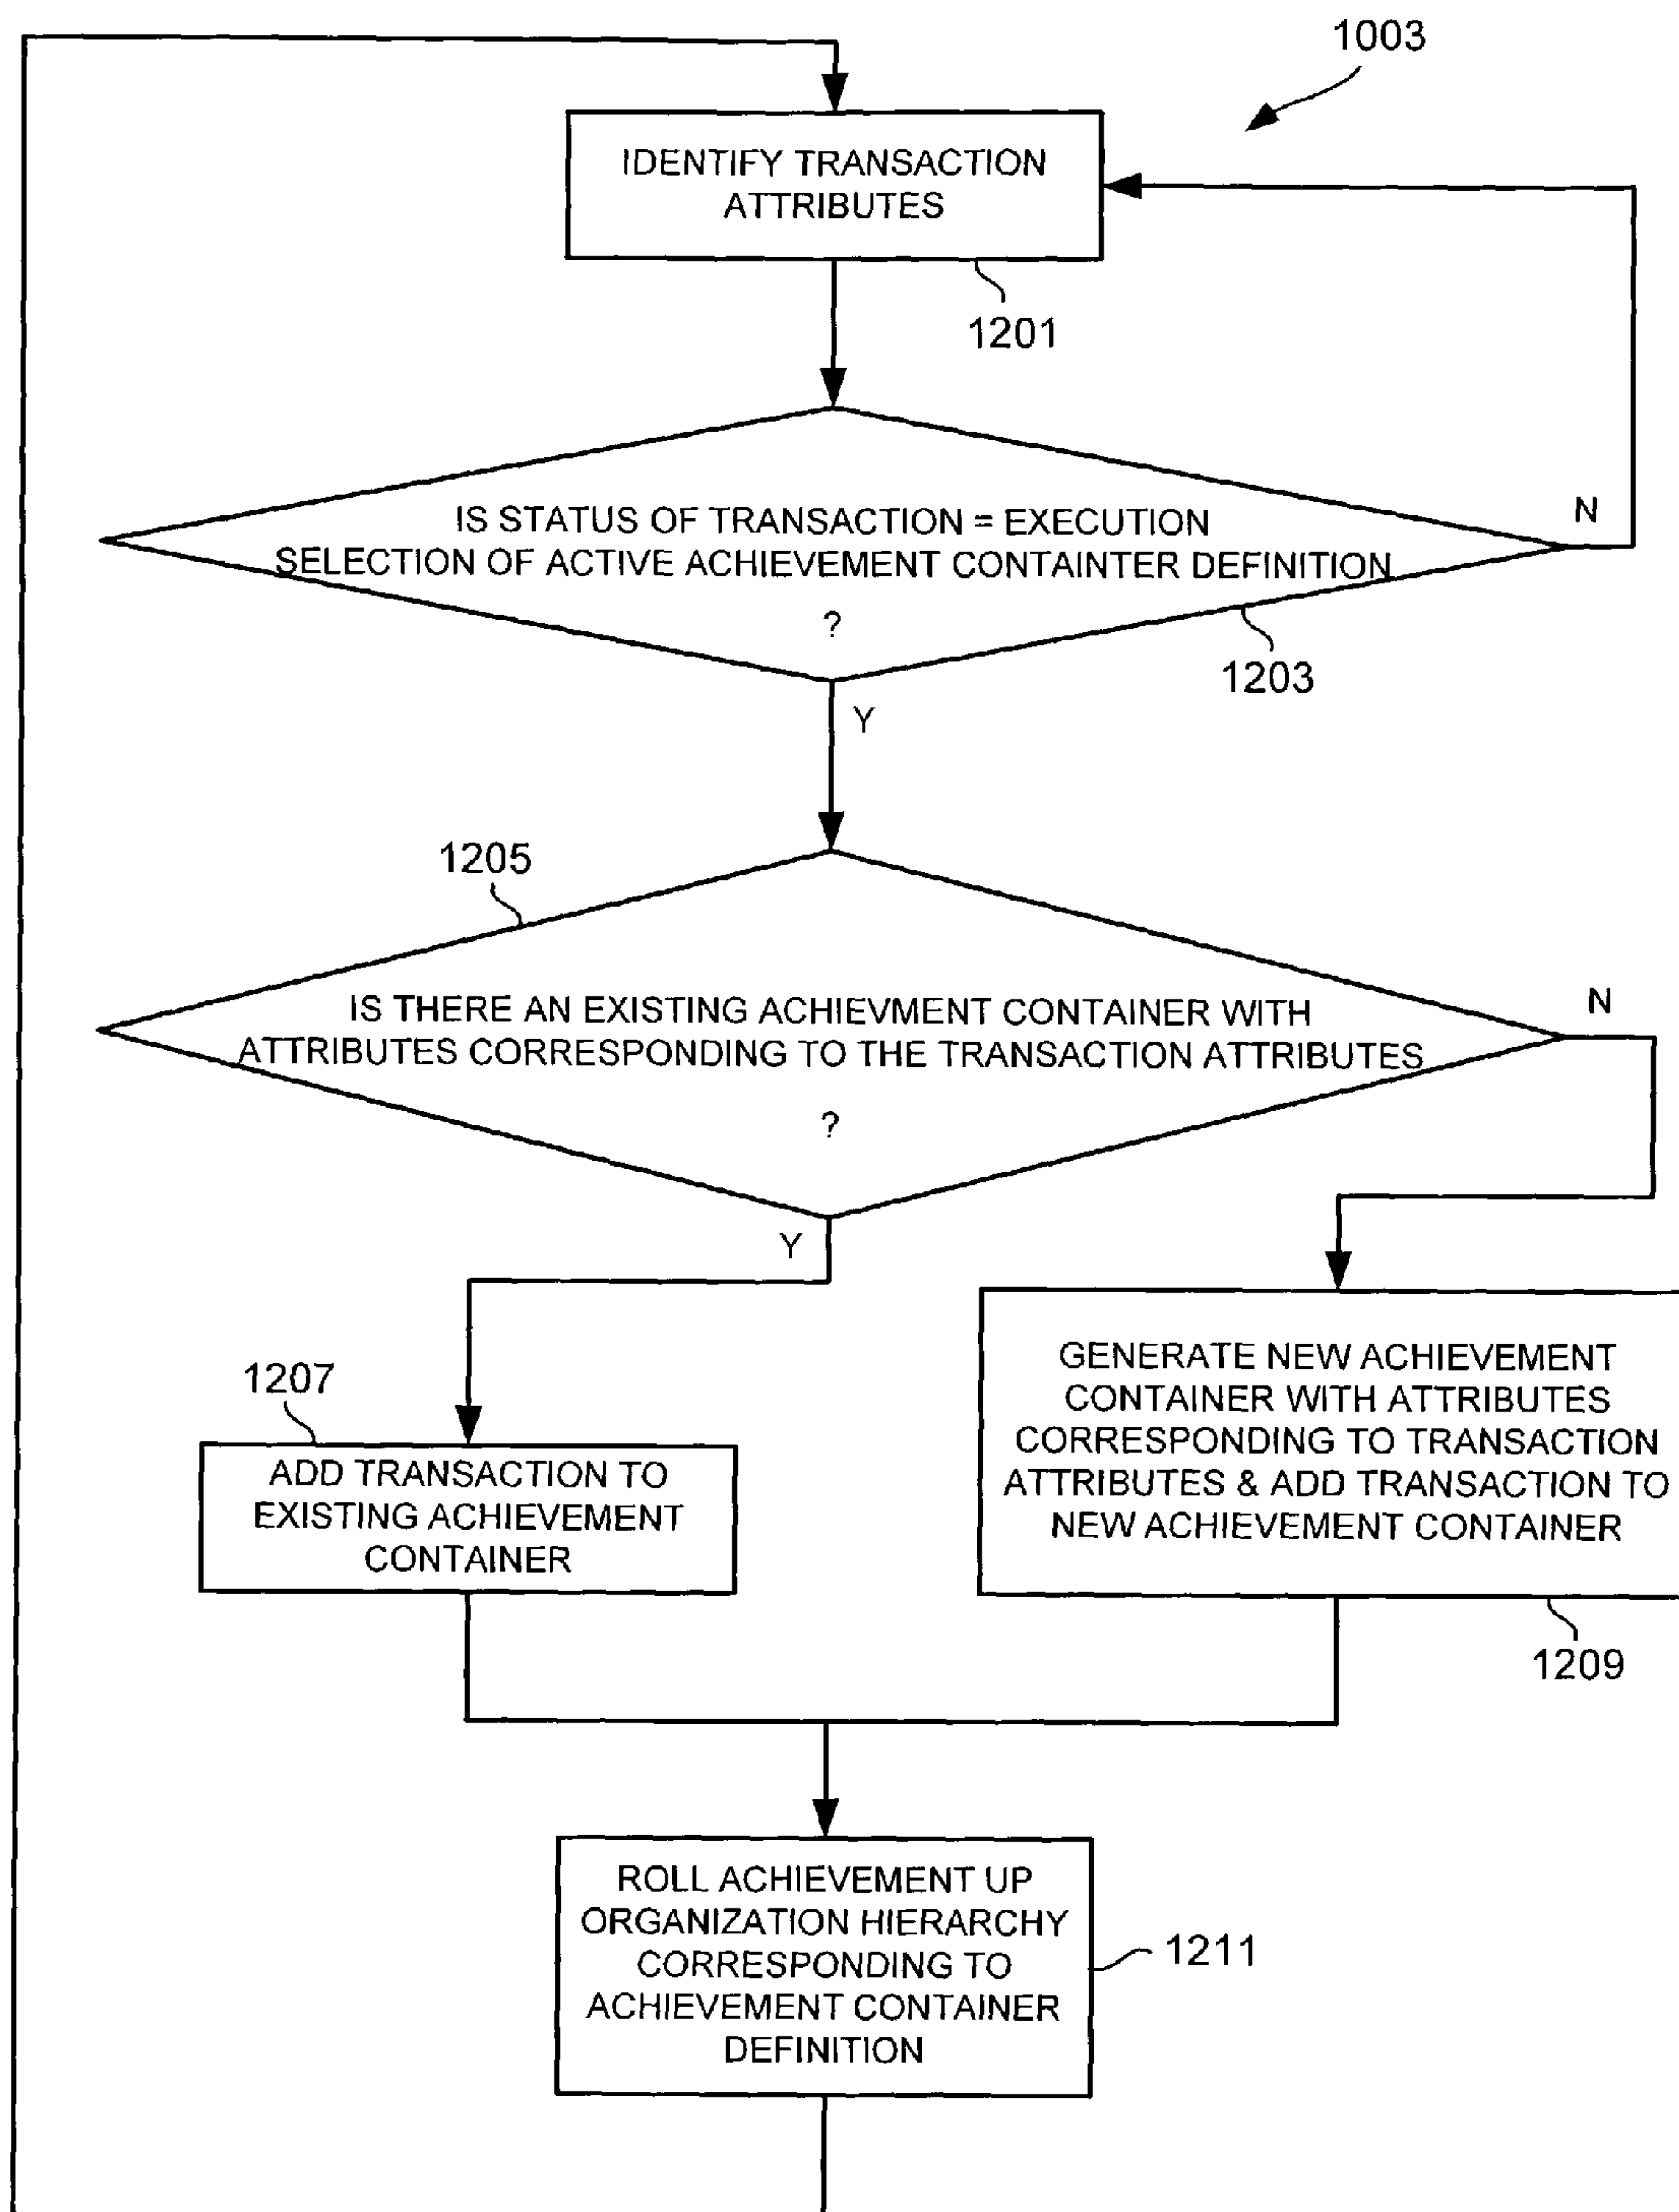 1003
IDENTIFY TRANSACTION
ATTRIBUTES
1201
IS STATUS OF TRANSACTION = EXECUTION
SELECTION OF ACTIVE ACHIEVEMENT CONTAINTER DEFINITION
?
N
1203
Y
1205
IS THERE AN EXISTING ACHIEVMENT CONTAINER WITH
ATTRIBUTES CORRESPONDING TO THE TRANSACTION ATTRIBUTES
?
N
Y
1207
ADD TRANSACTION TO
EXISTING ACHIEVEMENT
CONTAINER
GENERATE NEW ACHIEVEMENT
CONTAINER WITH ATTRIBUTES
CORRESPONDING TO TRANSACTION
ATTRIBUTES & ADD TRANSACTION TO
NEW ACHIEVEMENT CONTAINER
1209
ROLL ACHIEVEMENT UP
ORGANIZATION HIERARCHY
CORRESPONDING TO
ACHIEVEMENT CONTAINER
DEFINITION
1211